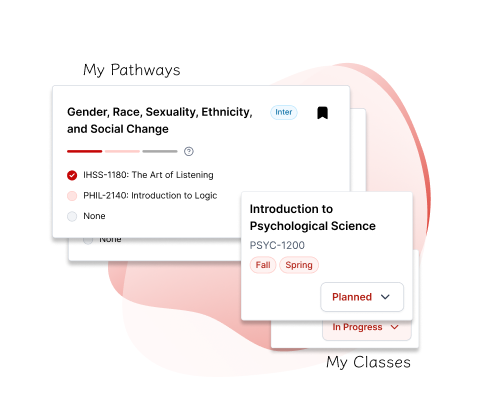 My Pathways
Gender, Race, Sexuality, Ethnicity,
and Social Change
Inter
IHSS-1180: The Art of Listening
PHIL-2140: Introduction to Logic
None
None
Introduction to
Psychological Science
PSYC-1200
Fall
Spring
Planned
In Progress
My Classes